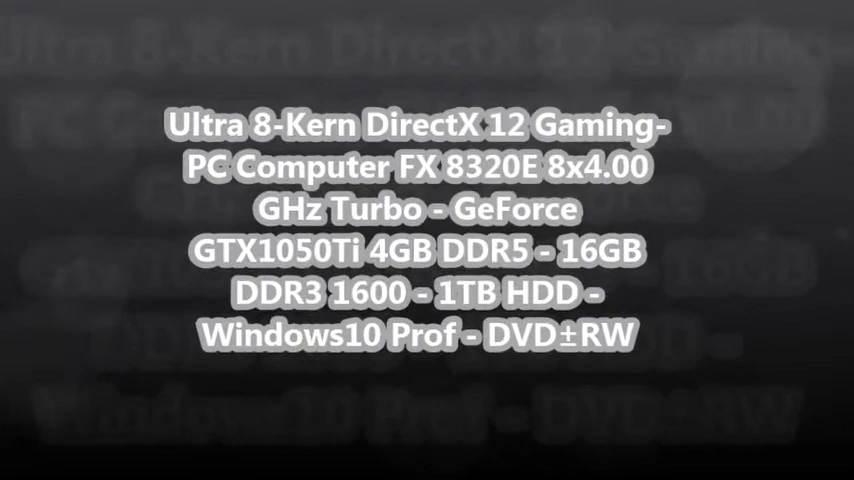 Ultra 8-Kern DirectX 12 Gaming-
PC Computer FX 8320E 8x4.00
GHz Turbo - GeForce
GTX1050Ti 4GB DDR5 - 16GB
DDR3 1600 - 1TB HDD -
Windows10 Prof - DVD±RW